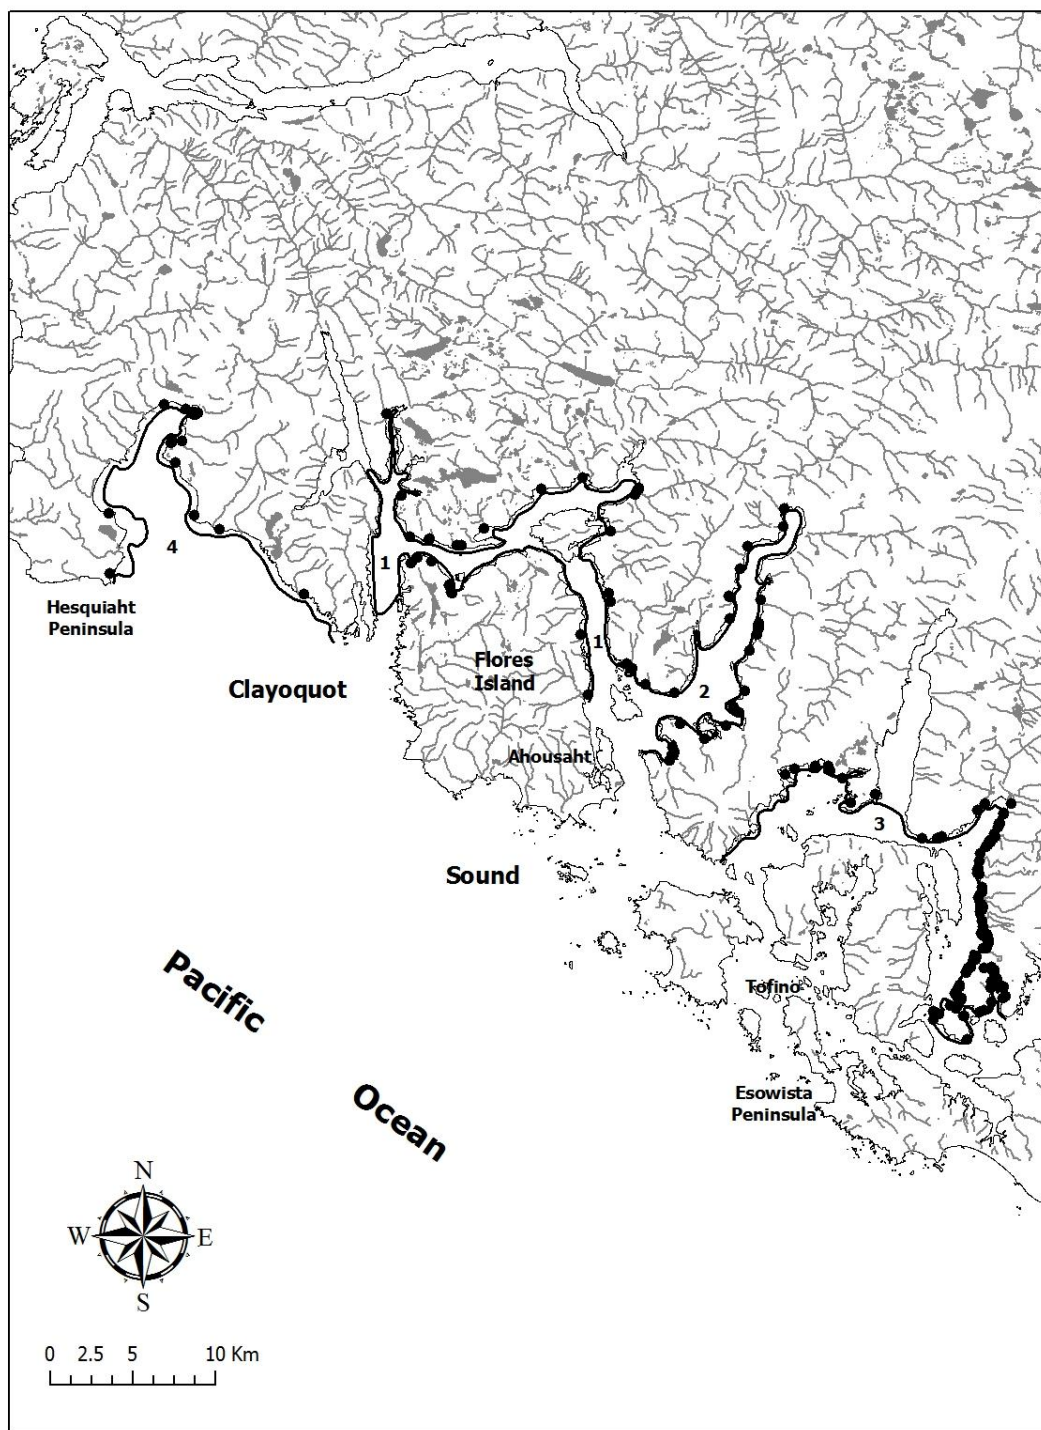 4
1
Hesquiaht
Peninsula
1
Flores
Island
Clayoquot
2
Ahousaht
3
Sound
Pacific
Tofino
Ocean
Esowista
Peninsula
N
W
E
S
0 2.5 5 10 Km